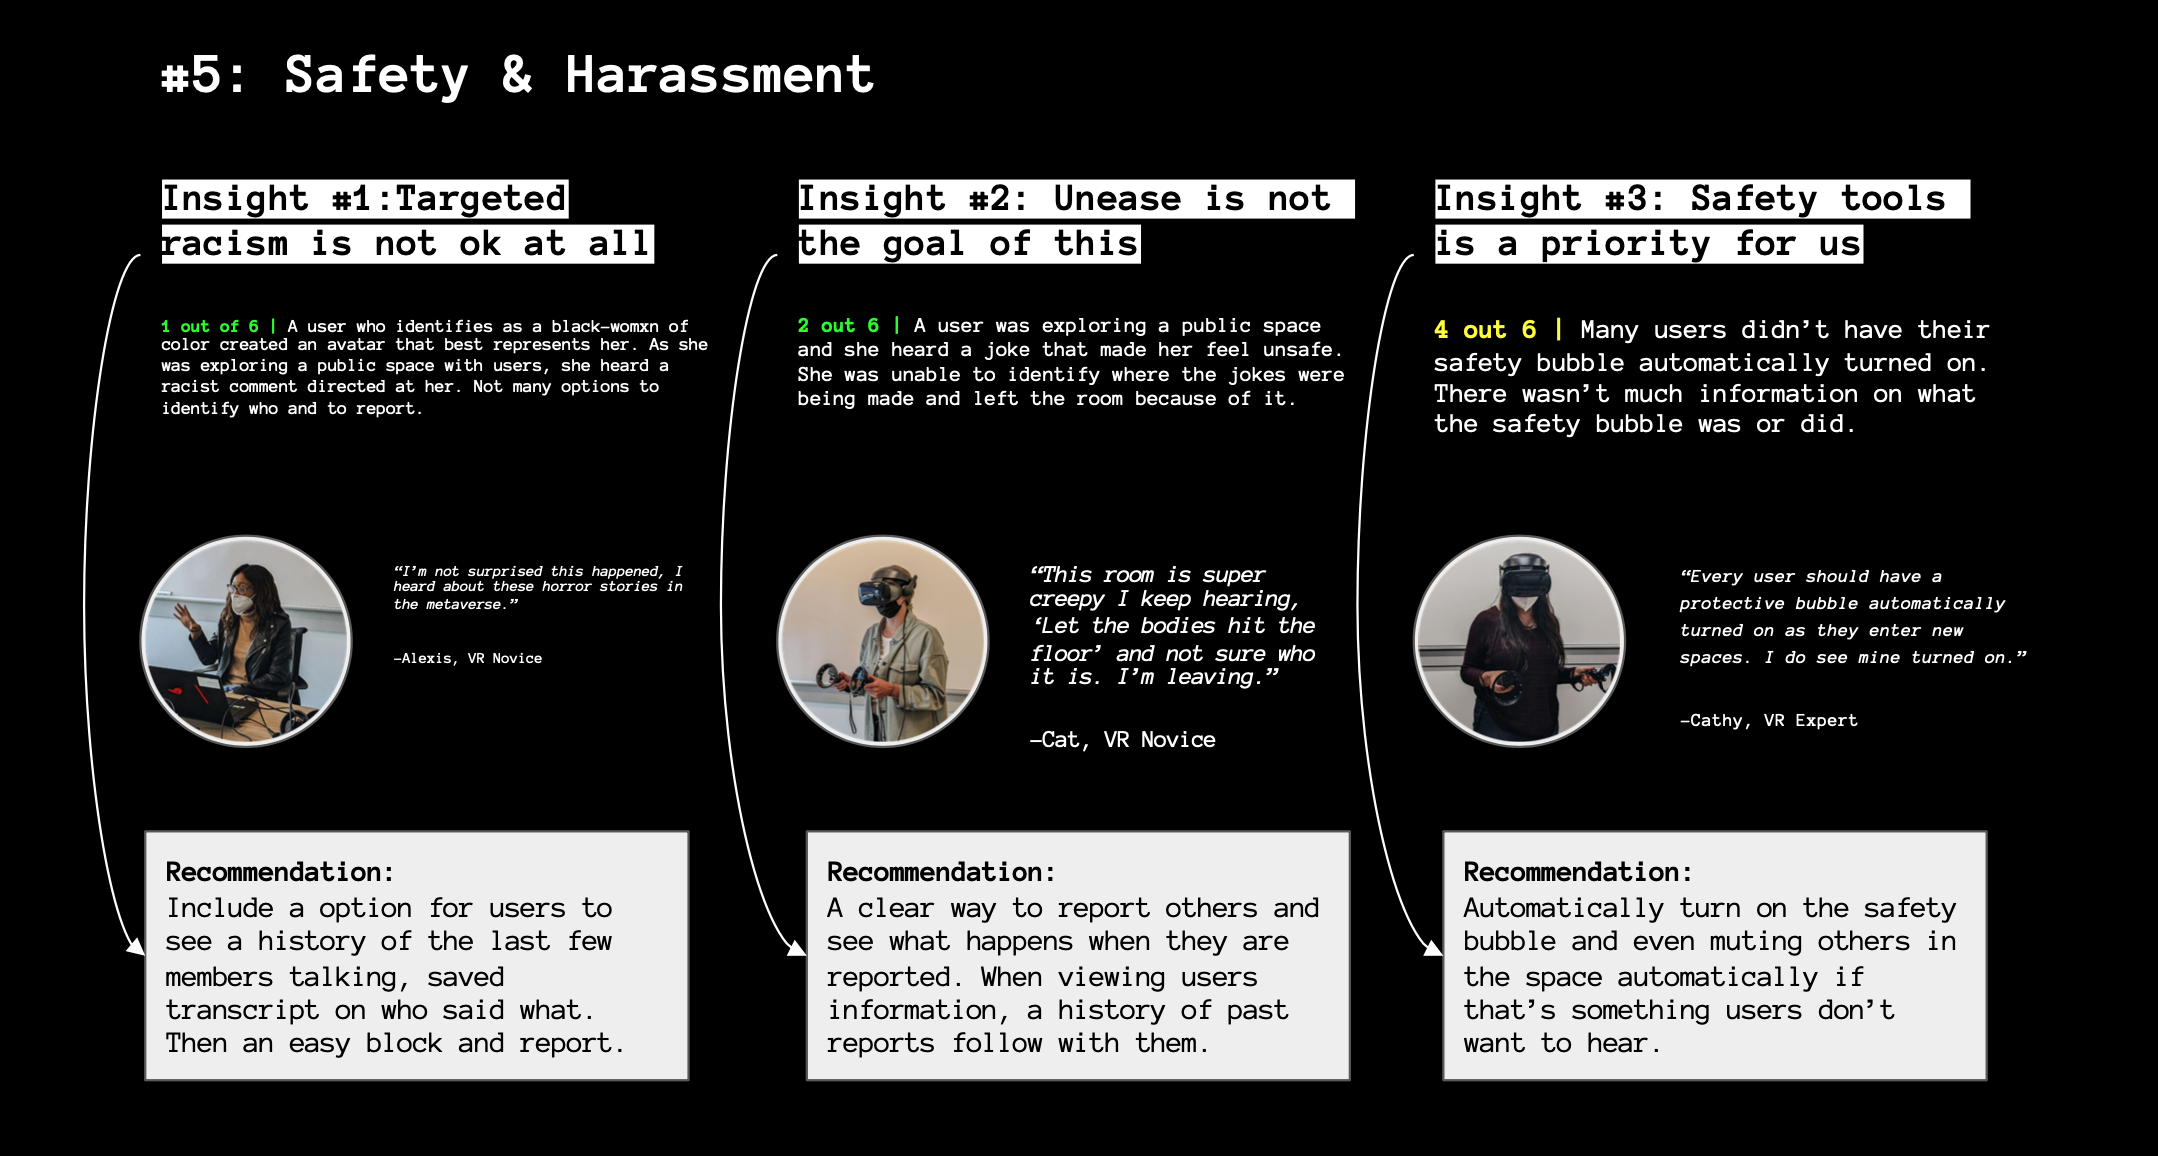 #5: Safety & Harassment
Insight #1:Targeted
racism is not ok at all
1 out of 6 | A user who identifies as a black-womxn of
color created an avatar that best represents her. As she
was exploring a public space with users, she heard a
racist comment directed at her. Not many options to
identify who and to report.
“I’m not surprised this happened, I
heard about these horror stories in
the metaverse.”
–Alexis, VR Novice
Recommendation:
Include a option for users to
see a history of the last few
members talking, saved
transcript on who said what.
Then an easy block and report.
Insight #2: Unease is not
the goal of this
2 out 6 | A user was exploring a public space
and she heard a joke that made her feel unsafe.
She was unable to identify where the jokes were
being made and left the room because of it.
“This room is super
creepy I keep hearing,
‘Let the bodies hit the
floor’ and not sure who
it is. I’m leaving.”
–Cat, VR Novice
Recommendation:
A clear way to report others and
see what happens when they are
reported. When viewing users
information, a history of past
reports follow with them.
Insight #3: Safety tools
is a priority for us
4 out 6 | Many users didn’t have their
safety bubble automatically turned on.
There wasn’t much information on what
the safety bubble was or did.
“Every user should have a
protective bubble automatically
turned on as they enter new
spaces. I do see mine turned on.”
–Cathy, VR Expert
Recommendation:
Automatically turn on the safety
bubble and even muting others in
the space automatically if
that’s something users don’t
want to hear.